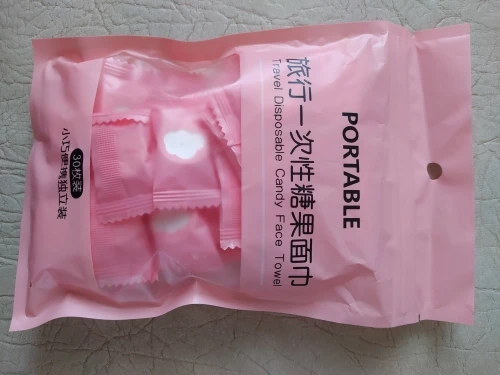 PORTABLE
旅行一次性糖果面巾
Travel Disposable Candy Face Towel
30枚装
小巧便携独立装